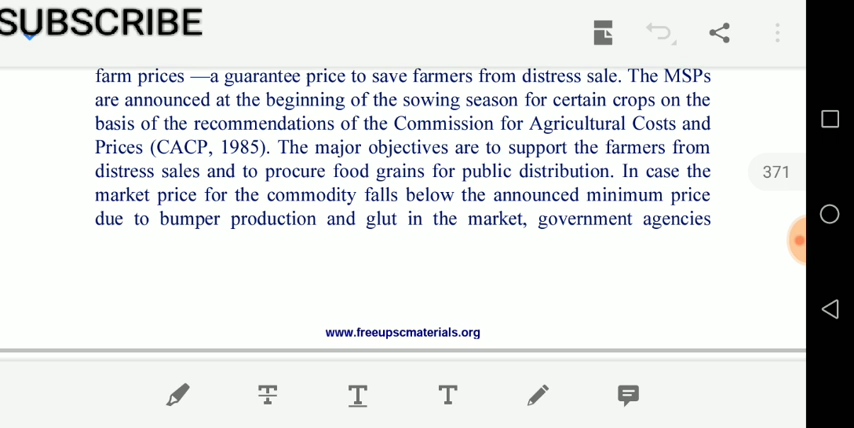 SUBSCRIBE
farm prices —a guarantee price to save farmers from distress sale. The MSPs
are announced at the beginning of the sowing season for certain crops on the
basis of the recommendations of the Commission for Agricultural Costs and
Prices (CACP, 1985). The major objectives are to support the farmers from
distress sales and to procure food grains for public distribution. In case the
371
market price for the commodity falls below the announced minimum price
due to bumper production and glut in the market, government agencies
www.freeupscmaterials.org
T
T
T